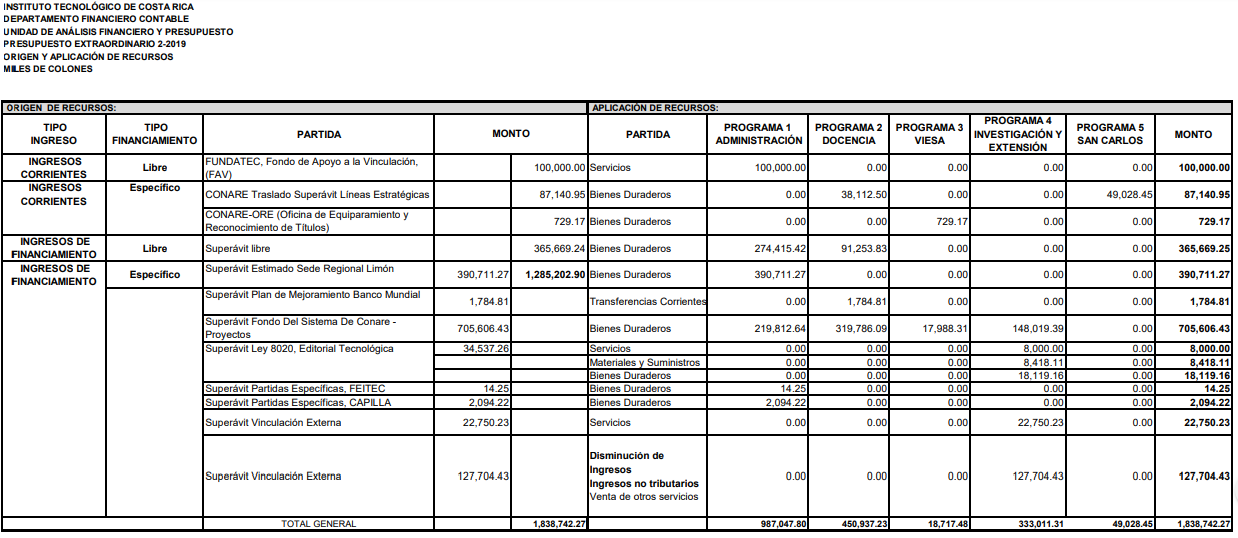 INSTITUTO TECNOLÓGICO DE COSTA RICA
DEPARTAMENTO FINANCIERO CONTABLE
UNIDAD DE ANÁLISIS FINANCIERO Y PRESUPUESTO
PRESUPUESTO EXTRAORDINARIO 2-2019
ORIGEN Y APLICACIÓN DE RECURSOS
MILES DE COLONES
ORIGEN DE RECURSOS: APLICACIÓN DE RECURSOS:
TIPO INGRESO TIPO FINANCIAMIENTO PARTIDA MONTO PARTIDA PROGRAMA 1 ADMINISTRACIÓN PROGRAMA 2 DOCENCIA PROGRAMA 3 VIESA PROGRAMA 4 INVESTIGACIÓN Y EXTENSIÓN PROGRAMA 5 SAN CARLOS MONTO
INGRESOS CORRIENTES Libre FUNDATEC, Fondo de Apoyo a la Vinculación, (FAV) 100,000.00 Servicios 100,000.00 0.00 0.00 0.00 0.00 100,000.00
INGRESOS CORRIENTES Específico CONARE Traslado Superávit Líneas Estratégicas 87,140.95 Bienes Duraderos 0.00 38,112.50 0.00 0.00 49,028.45 87,140.95
CONARE-ORE (Oficina de Equiparamiento y Reconocimiento de Títulos) 729.17 Bienes Duraderos 0.00 0.00 729.17 0.00 0.00 729.17
INGRESOS DE FINANCIAMIENTO Libre Superávit libre 365,669.24 Bienes Duraderos 274,415.42 91,253.83 0.00 0.00 0.00 365,669.25
INGRESOS DE FINANCIAMIENTO Específico Superávit Estimado Sede Regional Limón 390,711.27 1,285,202.90 Bienes Duraderos 390,711.27 0.00 0.00 0.00 0.00 390,711.27
Superávit Plan de Mejoramiento Banco Mundial 1,784.81 Transferencias Corrientes 0.00 1,784.81 0.00 0.00 0.00 1,784.81
Superávit Fondo Del Sistema De Conare - Proyectos 705,606.43 Bienes Duraderos 219,812.64 319,786.09 17,988.31 148,019.39 0.00 705,606.43
Superávit Ley 8020, Editorial Tecnológica 34,537.26 Servicios 0.00 0.00 0.00 8,000.00 0.00 8,000.00
Materiales y Suministros 0.00 0.00 0.00 8,418.11 0.00 8,418.11
Bienes Duraderos 0.00 0.00 0.00 18,119.16 0.00 18,119.16
Superávit Partidas Específicas, FEITEC 14.25 Bienes Duraderos 14.25 0.00 0.00 0.00 0.00 14.25
Superávit Partidas Específicas, CAPILLA 2,094.22 Bienes Duraderos 2,094.22 0.00 0.00 0.00 0.00 2,094.22
Superávit Vinculación Externa 22,750.23 Servicios 0.00 0.00 0.00 22,750.23 0.00 22,750.23
Superávit Vinculación Externa 127,704.43 Disminución de Ingresos Ingresos no tributarios Venta de otros servicios 0.00 0.00 0.00 127,704.43 0.00 127,704.43
TOTAL GENERAL 1,838,742.27 987,047.80 450,937.23 18,717.48 333,011.31 49,028.45 1,838,742.27